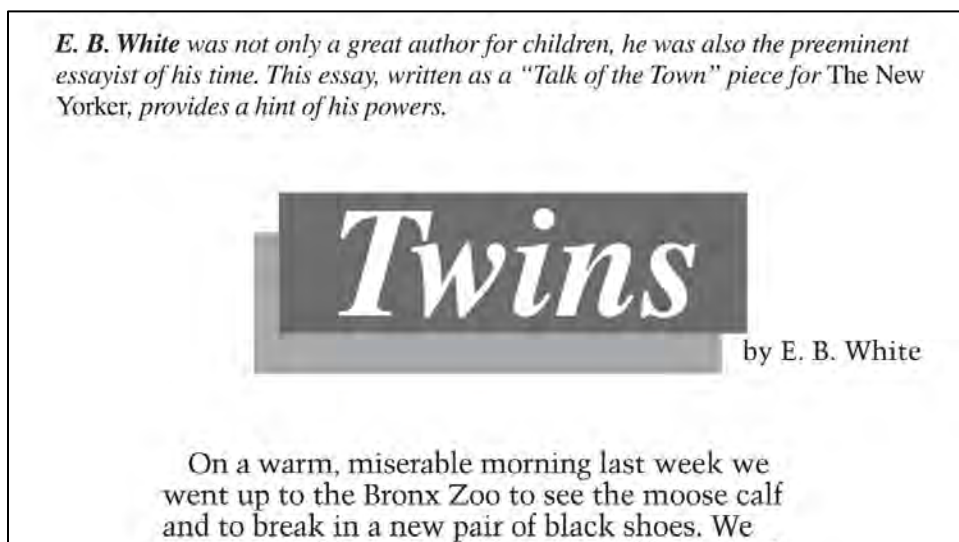 E. B. White was not only a great author for children, he was also the preeminent
essayist of his time. This essay, written as a “Talk of the Town” piece for The New
Yorker, provides a hint of his powers.
Twins
by E. B. White
On a warm, miserable morning last week we
went up to the Bronx Zoo to see the moose calf
and to break in a new pair of black shoes. We